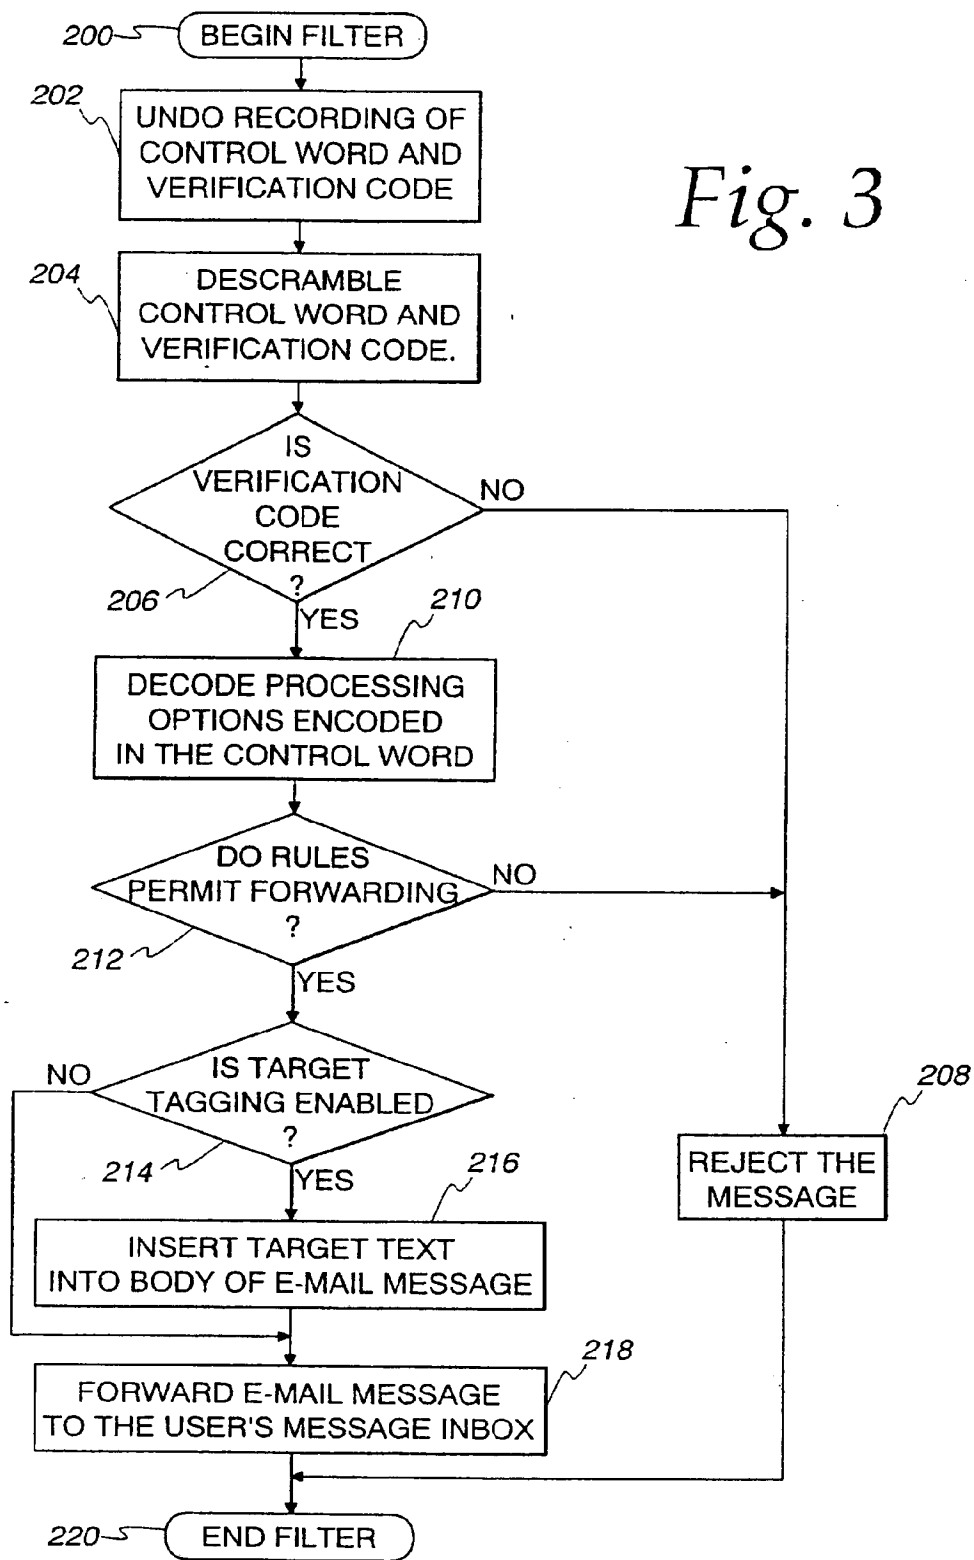 200
BEGIN FILTER
202
UNDO RECORDING OF
CONTROL WORD AND
VERIFICATION CODE
Fig. 3
204
DESCRAMBLE
CONTROL WORD AND
VERIFICATION CODE.
IS
VERIFICATION
CODE
CORRECT
?
NO
206
YES
210
DECODE PROCESSING
OPTIONS ENCODED
IN THE CONTROL WORD
DO RULES
PERMIT FORWARDING
?
NO
212
YES
NO
IS TARGET
TAGGING ENABLED
?
208
214
YES
216
REJECT THE
MESSAGE
INSERT TARGET TEXT
INTO BODY OF E-MAIL MESSAGE
218
FORWARD E-MAIL MESSAGE
TO THE USER'S MESSAGE INBOX
220
END FILTER